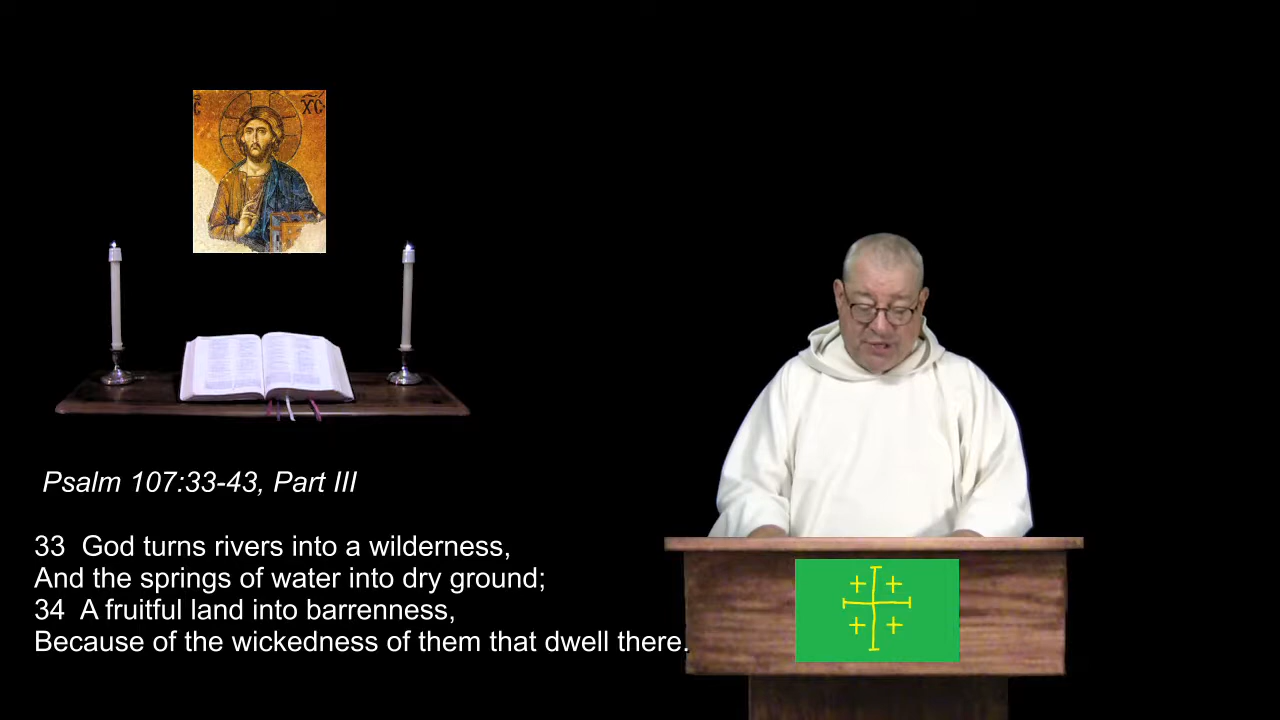 C
XC
Psalm 107:33-43, Part III
33 God turns rivers into a wilderness,
And the springs of water into dry ground;
34 A fruitful land into barrenness,
Because of the wickedness of them that dwell there.